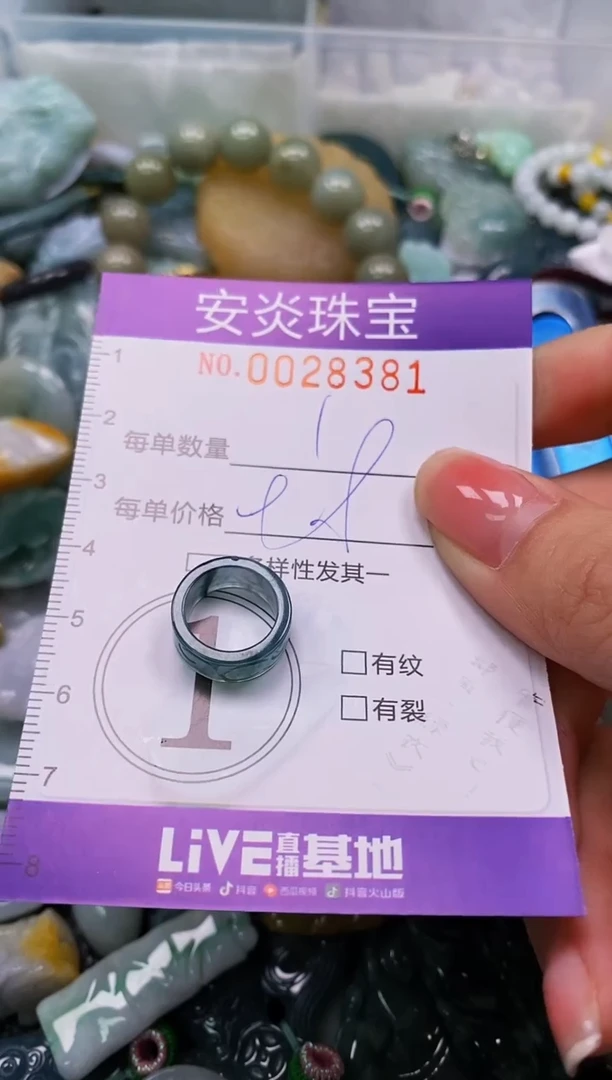 安炎珠宝
NO.0028381
1
2
每单数量
3
每单价格
4
样性发其一
5
1
有纹
6
有裂
7
LiVE直播基地
8
今日头条 抖音 西瓜视频 抖音火山版